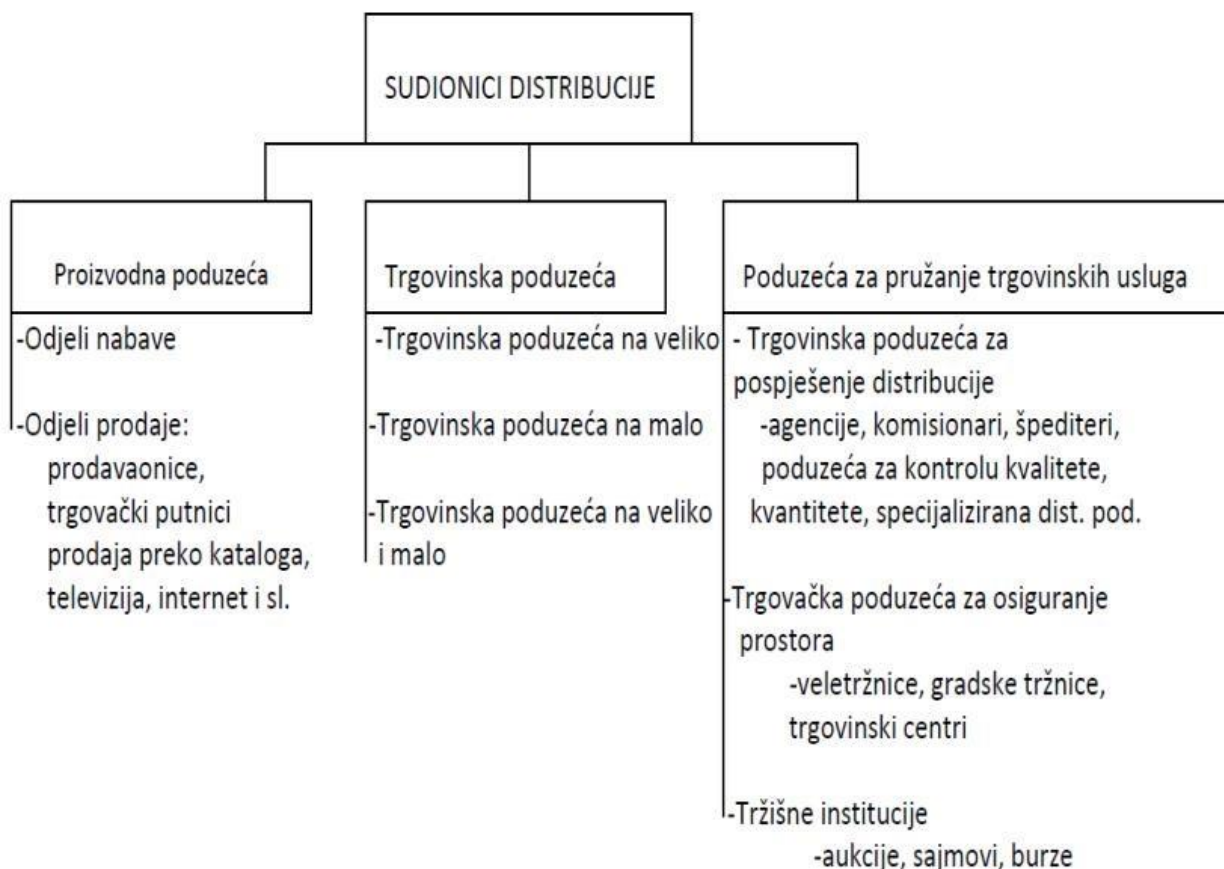 SUDIONICI DISTRIBUCIJE
Proizvodna poduzeća
-Odjeli nabave
-Odjeli prodaje:
prodavaonice,
trgovački putnici
prodaja preko kataloga,
televizija, internet i sl.
Trgovinska poduzeća
-Trgovinska poduzeća na veliko
-Trgovinska poduzeća na malo
-Trgovinska poduzeća na veliko
i malo
Poduzeća za pružanje trgovinskih usluga
- Trgovinska poduzeća za
pospješenje distribucije
-agencije, komisionari, špediteri,
poduzeća za kontrolu kvalitete,
kvantitete, specijalizirana dist. pod.
-Trgovačka poduzeća za osiguranje
prostora
-veletržnice, gradske tržnice,
trgovinski centri
-Tržišne institucije
-aukcije, sajmovi, burze